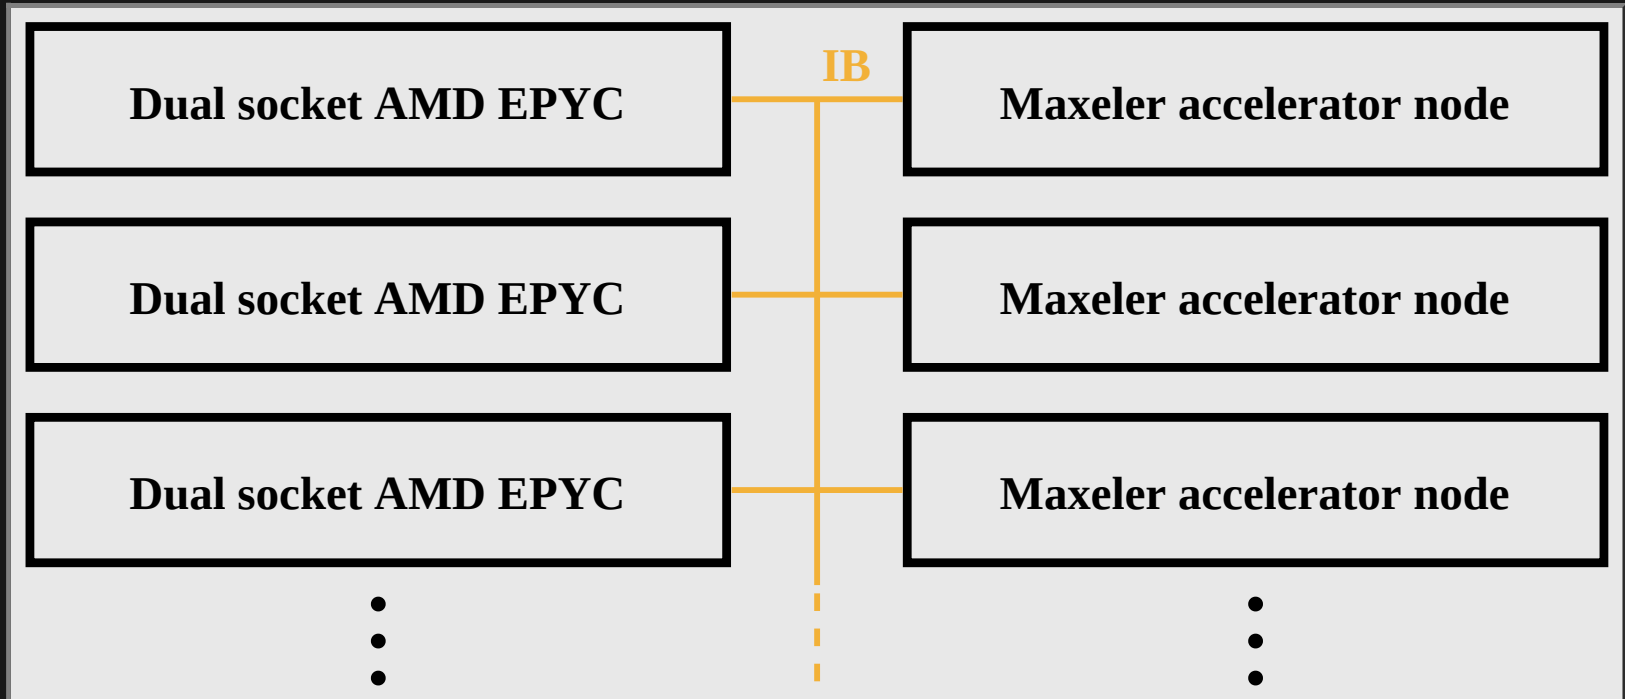 IB
Dual socket AMD EPYC
Maxeler accelerator node
Dual socket AMD EPYC
Maxeler accelerator node
Dual socket AMD EPYC
Maxeler accelerator node